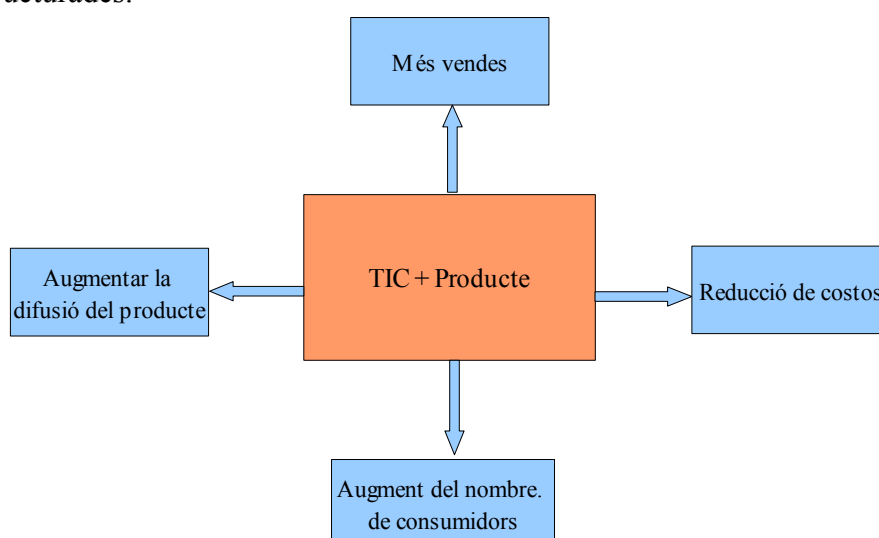 Més vendes
Augmentar la
difusió del producte
TIC + Producte
Reducció de costos
Augment del nombre.
de consumidors